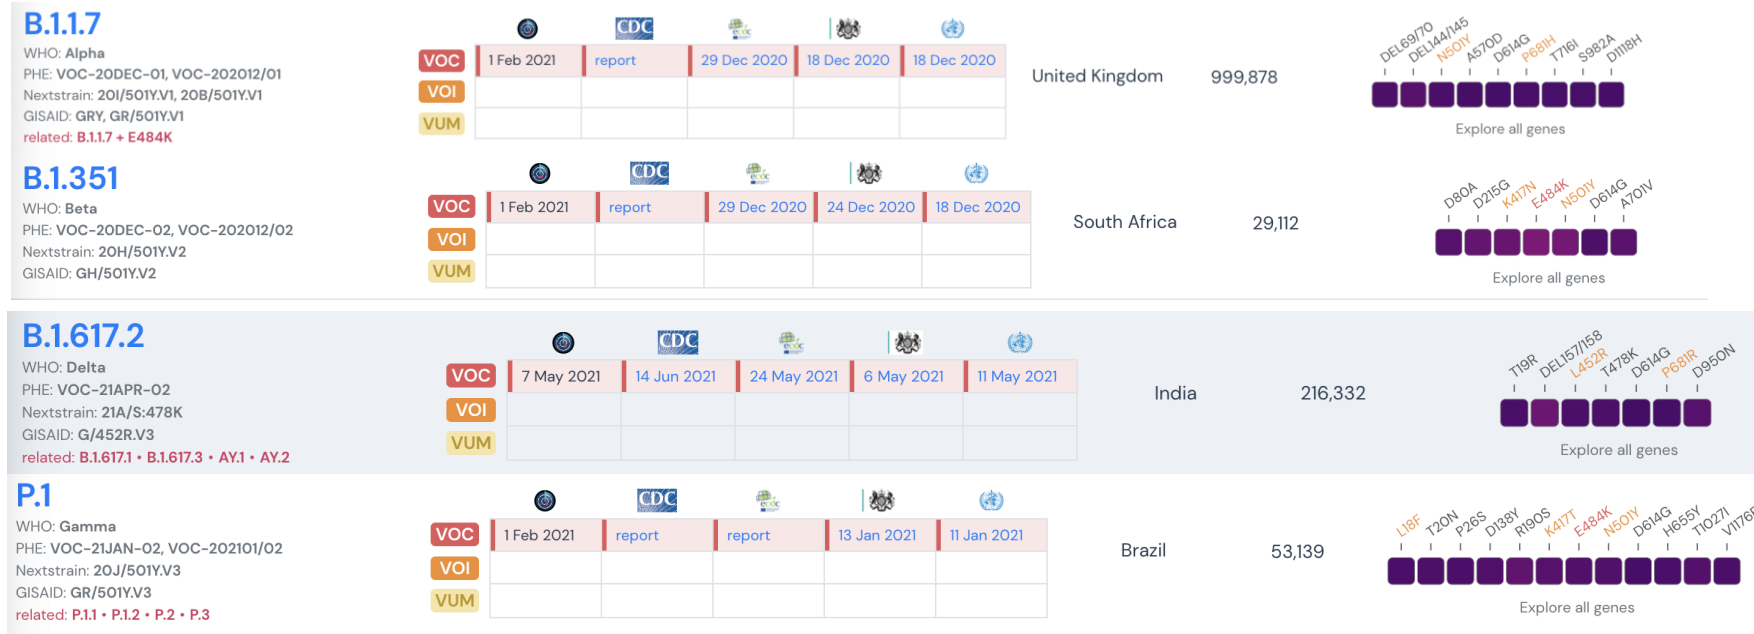 B.1.1.7
WHO: Alpha
PHE: VOC-20DEC-01, VOC-202012/01
Nextstrain: 20I/501Y.V1, 20B/501Y.V1
GISAID: GRY, GR/501Y.V1
related: B.1.1.7 + E484K
CDC
ecdc
VOC 1 Feb 2021 report 29 Dec 2020 18 Dec 2020 18 Dec 2020
VOI
VUM
United Kingdom 999,878
DEL69/70 DEL144/145 N501Y A570D D614G P681H T716I S982A D1118H
Explore all genes
B.1.351
WHO: Beta
PHE: VOC-20DEC-02, VOC-202012/02
Nextstrain: 20H/501Y.V2
GISAID: GH/501Y.V2
CDC
ecdc
VOC 1 Feb 2021 report 29 Dec 2020 24 Dec 2020 18 Dec 2020
VOI
VUM
South Africa 29,112
D80A D215G K417N E484K N501Y D614G A701V
Explore all genes
B.1.617.2
WHO: Delta
PHE: VOC-21APR-02
Nextstrain: 21A/S:478K
GISAID: G/452R.V3
related: B.1.617.1 • B.1.617.3 • AY.1 • AY.2
CDC
ecdc
VOC 7 May 2021 14 Jun 2021 24 May 2021 6 May 2021 11 May 2021
VOI
VUM
India 216,332
T19R DEL157/158 L452R T478K D614G P681R D950N
Explore all genes
P.1
WHO: Gamma
PHE: VOC-21JAN-02, VOC-202101/02
Nextstrain: 20J/501Y.V3
GISAID: GR/501Y.V3
related: P.1.1 • P.1.2 • P.2 • P.3
CDC
ecdc
VOC 1 Feb 2021 report report 13 Jan 2021 11 Jan 2021
VOI
VUM
Brazil 53,139
L18F T20N P26S D138Y R190S K417T E484K N501Y D614G H655Y T1027I V1176F
Explore all genes